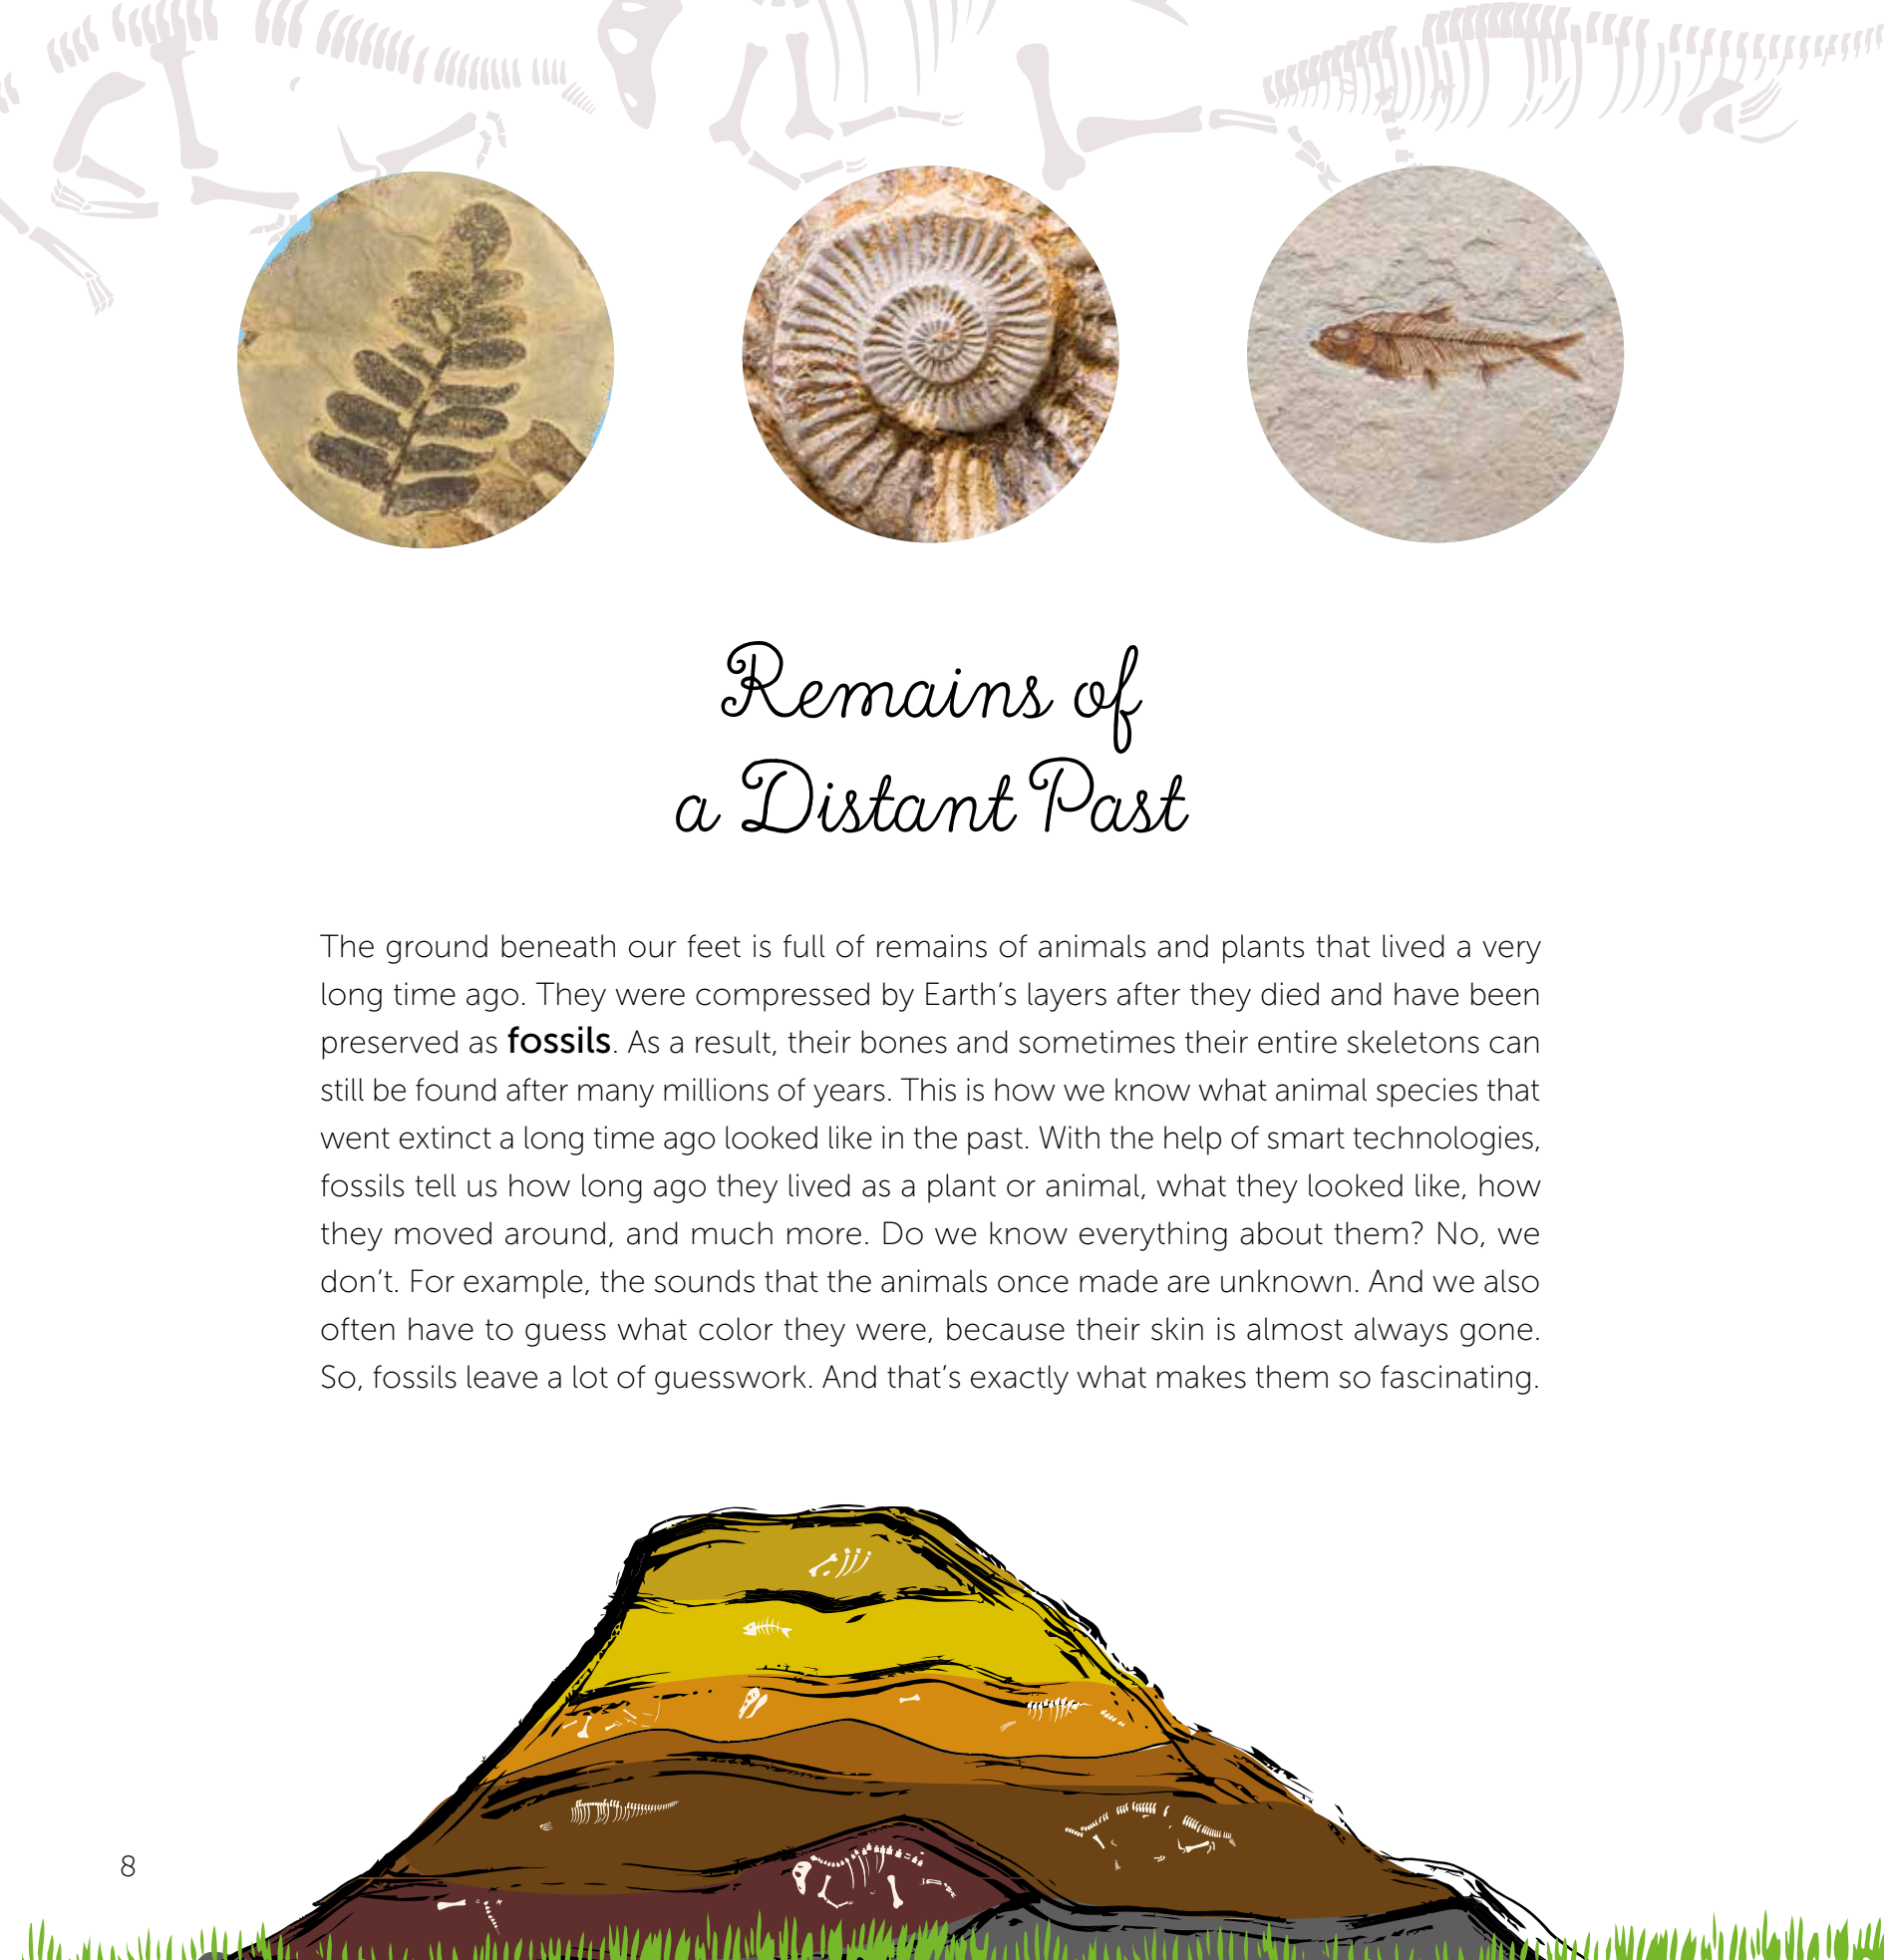 Remains of
a Distant Past
The ground beneath our feet is full of remains of animals and plants that lived a very
long time ago. They were compressed by Earth’s layers after they died and have been
preserved as fossils. As a result, their bones and sometimes their entire skeletons can
still be found after many millions of years. This is how we know what animal species that
went extinct a long time ago looked like in the past. With the help of smart technologies,
fossils tell us how long ago they lived as a plant or animal, what they looked like, how
they moved around, and much more. Do we know everything about them? No, we
don’t. For example, the sounds that the animals once made are unknown. And we also
often have to guess what color they were, because their skin is almost always gone.
So, fossils leave a lot of guesswork. And that’s exactly what makes them so fascinating.
8